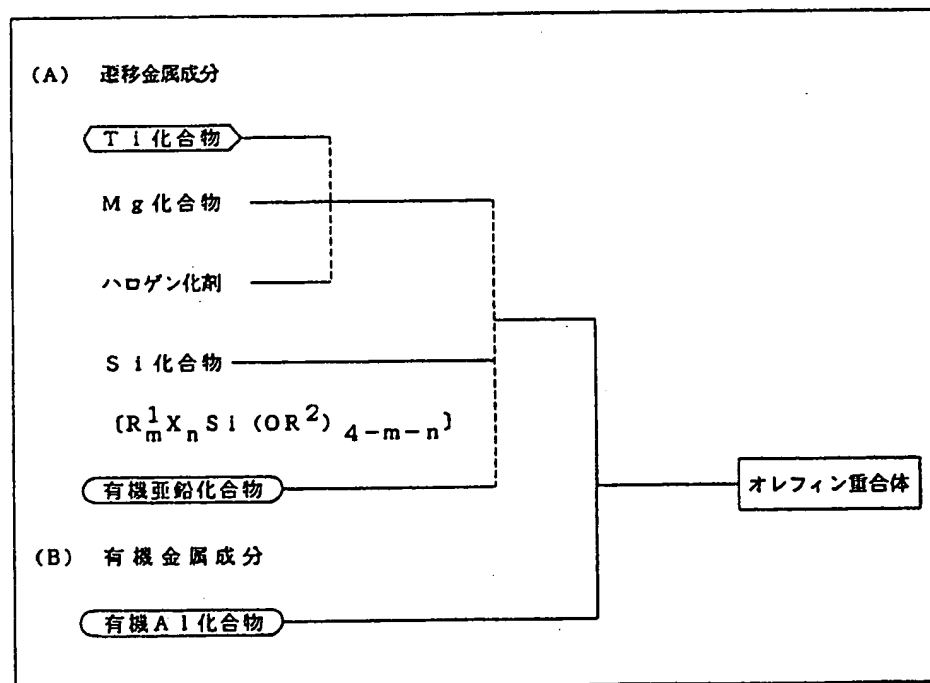 (A) 遷移金属成分
Ti化合物
Mg化合物
ハロゲン化剤
Si化合物
{R¹mXnSi(OR²)4-m-n}
有機亜鉛化合物
オレフィン重合体
(B) 有機金属成分
有機Al化合物